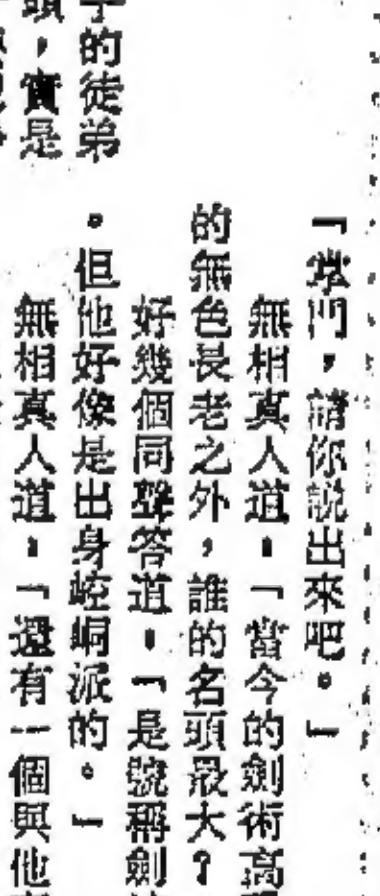 的徒弟
頭,實是
「掌門,請你說出來吧。」
無相真人道:「當今的劍術高
的無色長老之外,誰的名頭最大?
好幾個同聲答道:「是號稱劍
。但他好像是出身崆峒派的。」
無相真人道:「還有一個與他